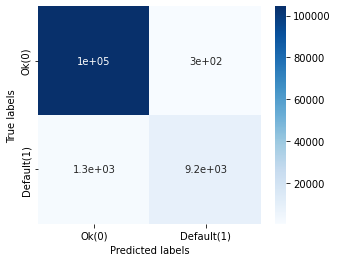 100000
Ok(0)
1e+05
3e+02
80000
60000
True labels
40000
Default(1)
1.3e+03
9.2e+03
20000
Ok(0)
Default(1)
Predicted labels